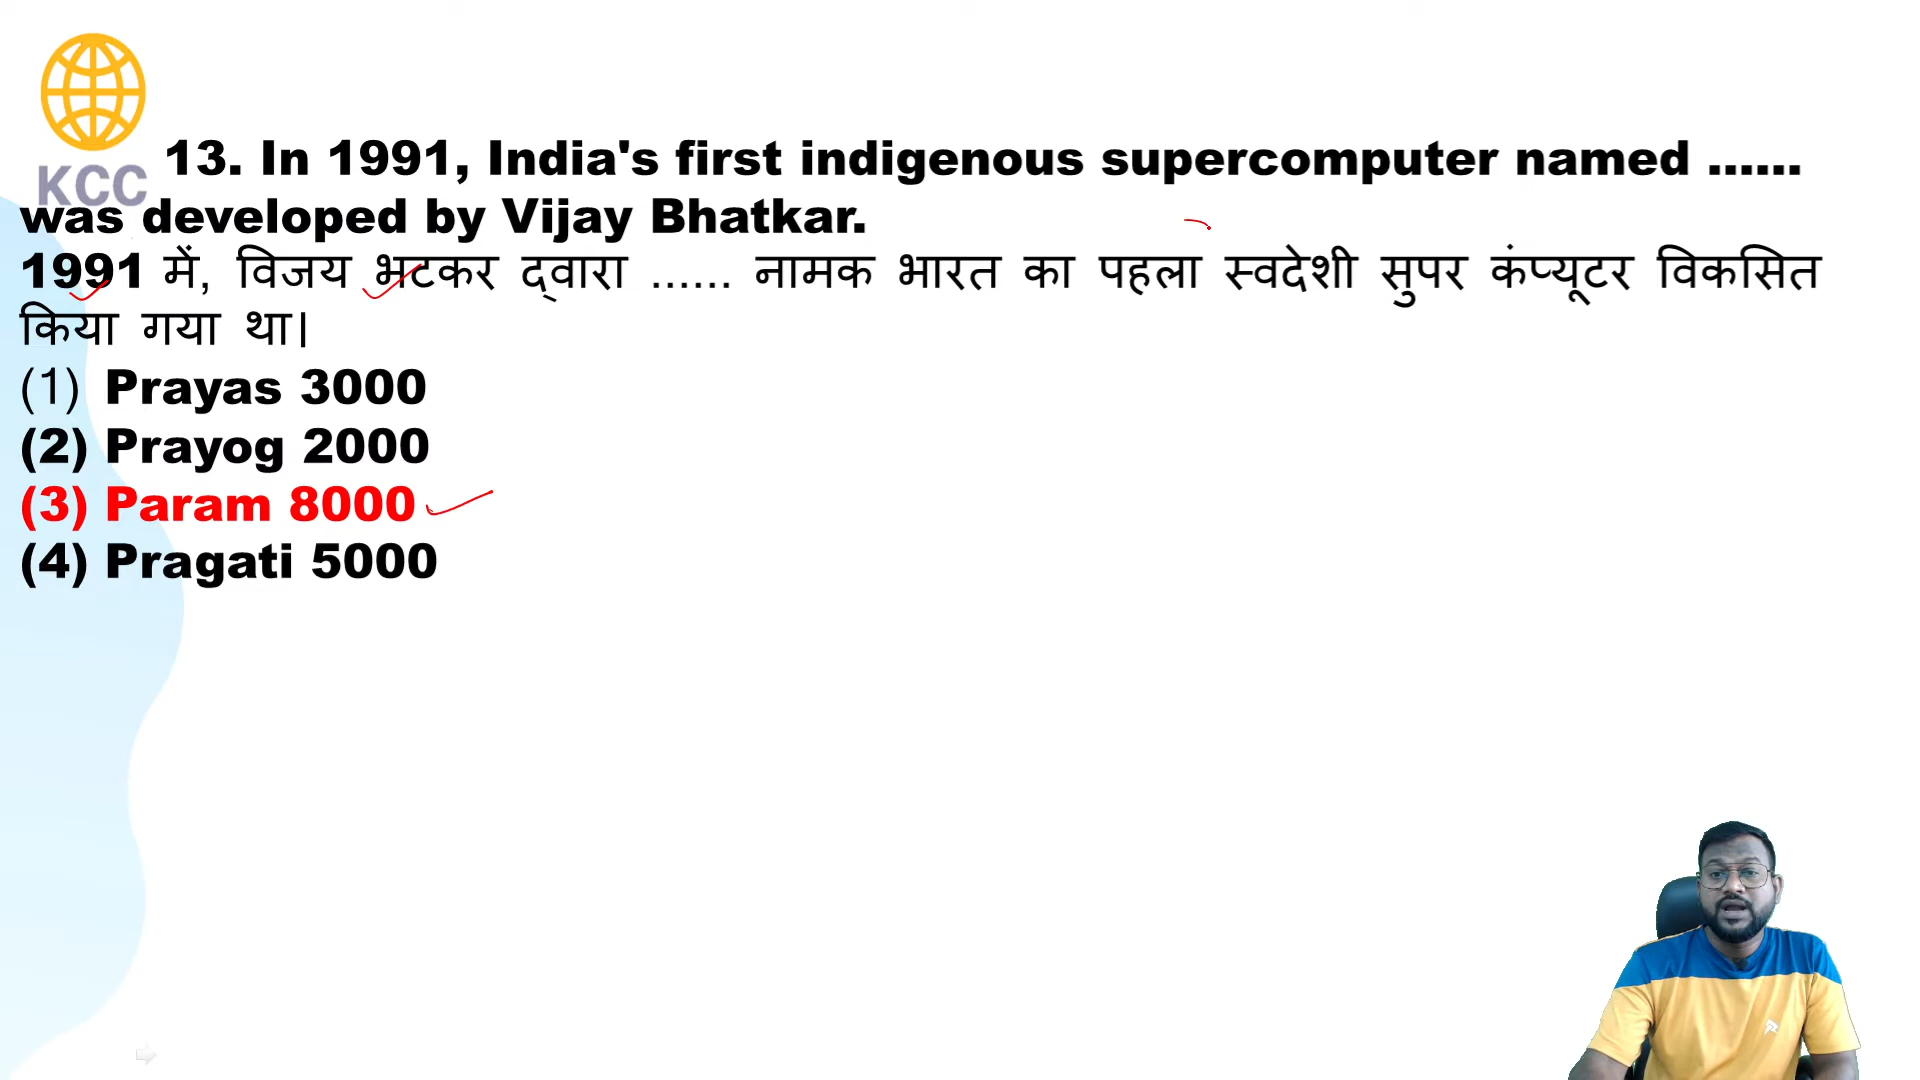 KCC
13. In 1991, India's first indigenous supercomputer named ......
was developed by Vijay Bhatkar.
1991 में, विजय भटकर द्वारा ...... नामक भारत का पहला स्वदेशी सुपर कंप्यूटर विकसित
किया गया था।
(1) Prayas 3000
(2) Prayog 2000
(3) Param 8000
(4) Pragati 5000